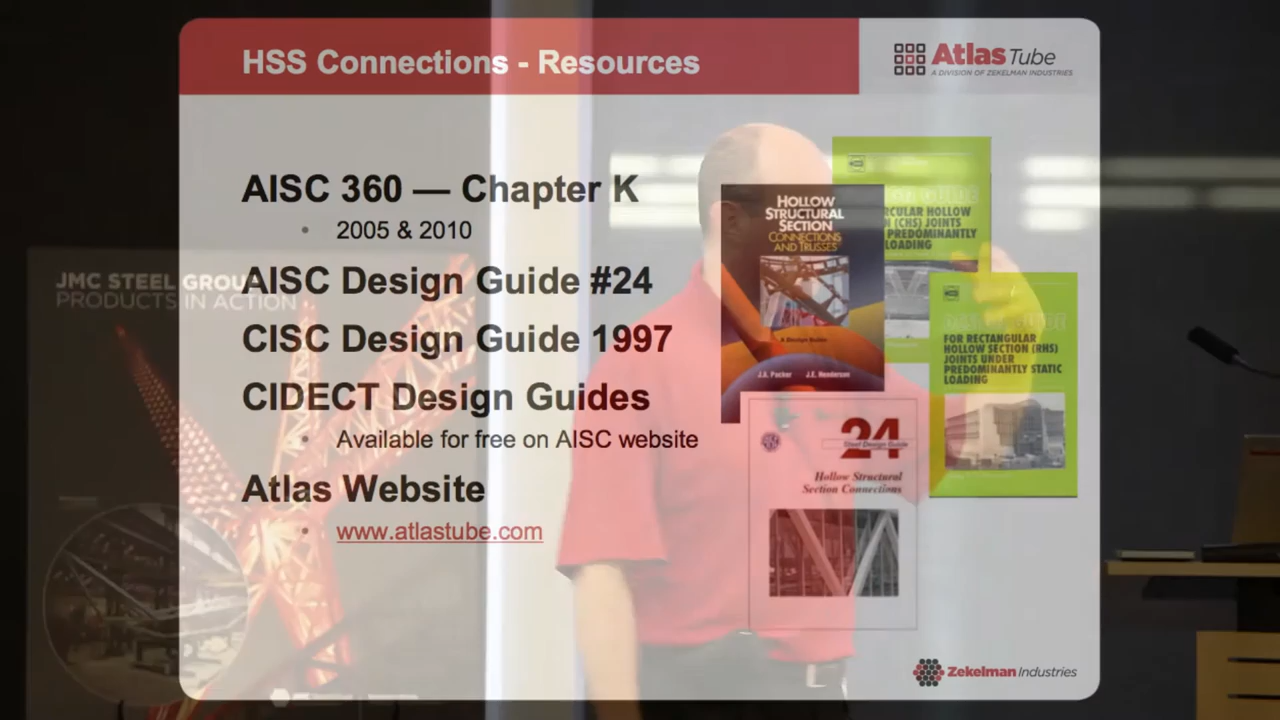 HSS Connections - Resources
Atlas Tube
A DIVISION OF ZEKELMAN INDUSTRIES
AISC 360 — Chapter K
• 2005 & 2010
AISC Design Guide #24
CISC Design Guide 1997
CIDECT Design Guides
• Available for free on AISC website
Atlas Website
• www.atlastube.com
JMC STEEL GROUP
PRODUCTS IN ACTION
HOLLOW
STRUCTURAL
SECTION
CONNECTIONS
AND TRUSSES
A Design Guide
J.A. Packer J.E. Henderson
(CHS) JOINTS
PREDOMINANTLY
LOADING
DESIGN GUIDE
FOR RECTANGULAR
HOLLOW SECTION (RHS)
JOINTS UNDER
PREDOMINANTLY STATIC
LOADING
24
Steel Design Guide
Hollow Structural
Section Connections
Zekelman Industries